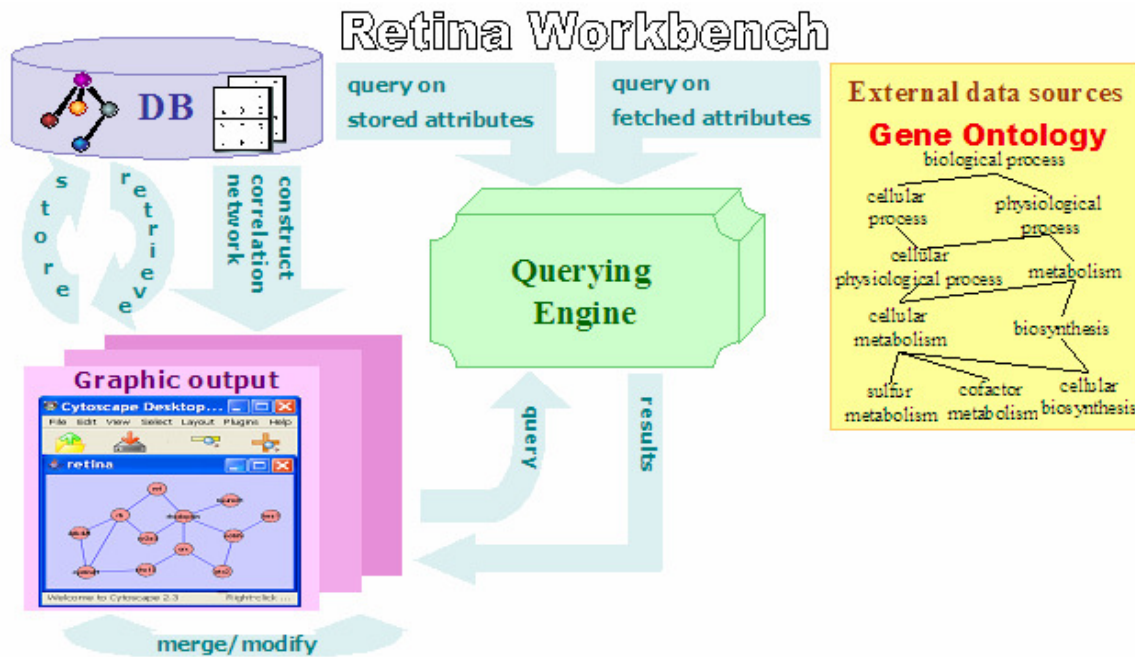 Retina Workbench
DB
query on
stored attributes
query on
fetched attributes
External data sources
Gene Ontology
biological process
cellular
process
physiological
process
cellular
physiological process
metabolism
cellular
metabolism
biosynthesis
sulfur
metabolism
cofactor
metabolism
cellular
biosynthesis
store
retrieve
construct
correlation
network
Querying
Engine
query
results
Graphic output
Cytoscape Desktop...
File Edit View Select Layout Plugins Help
retina
Welcome to Cytoscape 2.3
Right-click ...
merge/modify